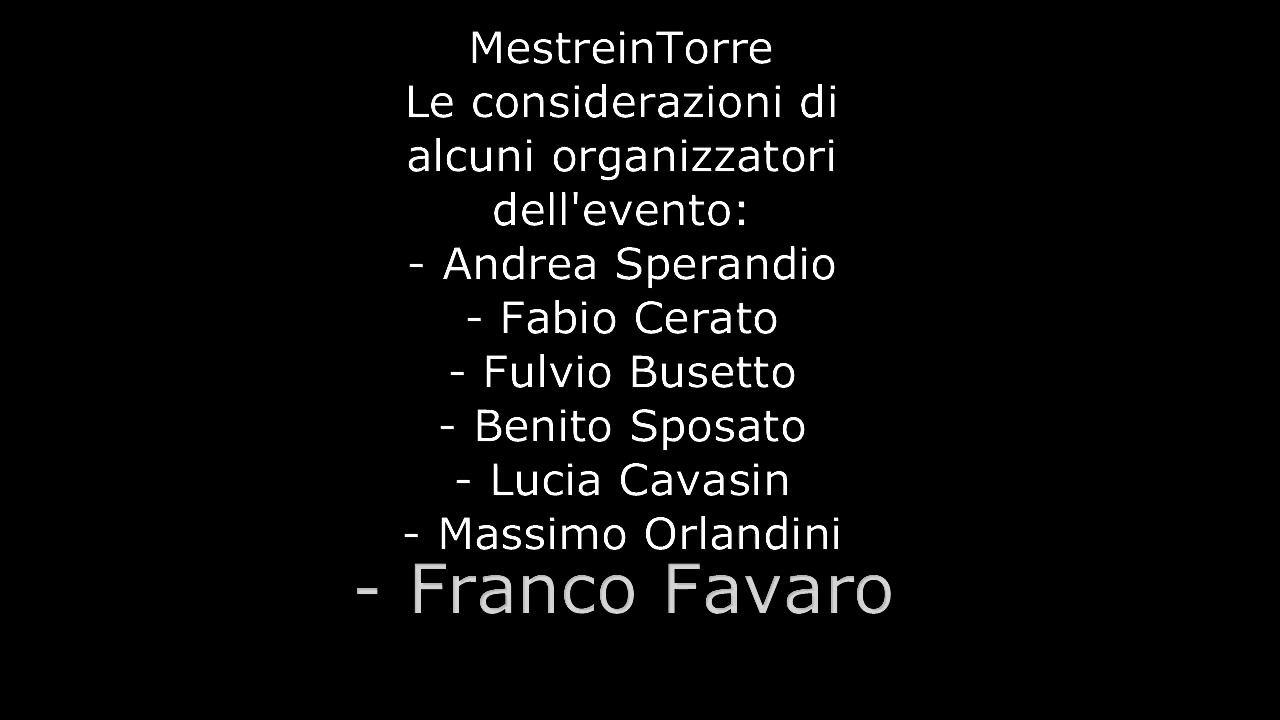 MestreinTorre
Le considerazioni di
alcuni organizzatori
dell'evento:
- Andrea Sperandio
- Fabio Cerato
- Fulvio Busetto
- Benito Sposato
- Lucia Cavasin
- Massimo Orlandini
- Franco Favaro